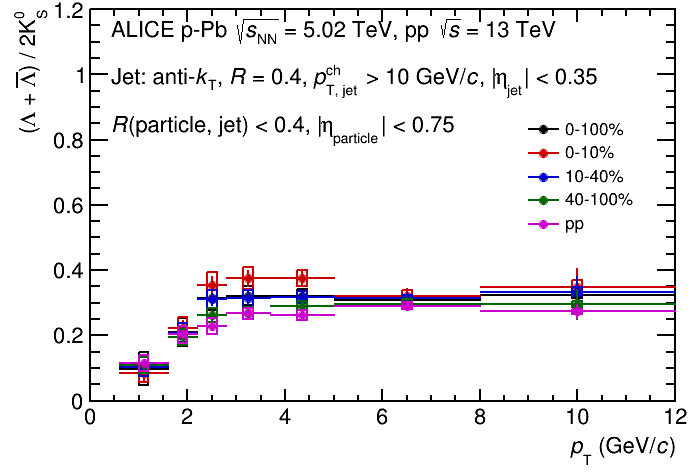 ALICE p-Pb √s_NN = 5.02 TeV, pp √s = 13 TeV
Jet: anti-k_T, R = 0.4, p_T, jet^ch > 10 GeV/c, |η_jet| < 0.35
R(particle, jet) < 0.4, |η_particle| < 0.75
0-100%
0-10%
10-40%
40-100%
pp
(Λ + Λ̅) / 2K⁰_S
1.2
1
0.8
0.6
0.4
0.2
0
0 2 4 6 8 10 12
p_T (GeV/c)